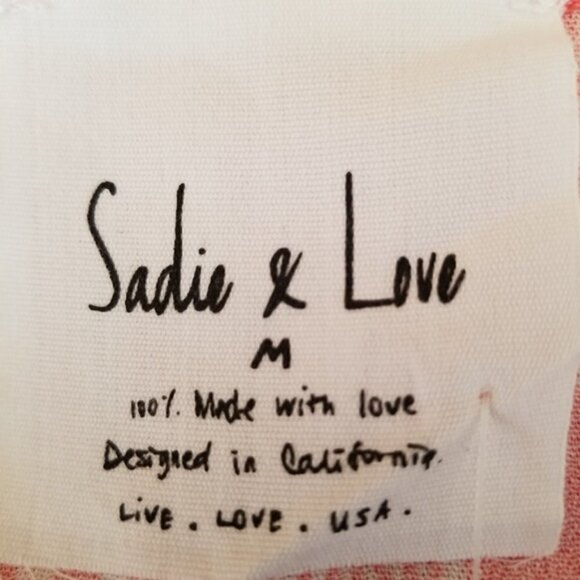 Sadie & Love
M
100% Made with love
Designed in California.
LIVE. LOVE. USA.